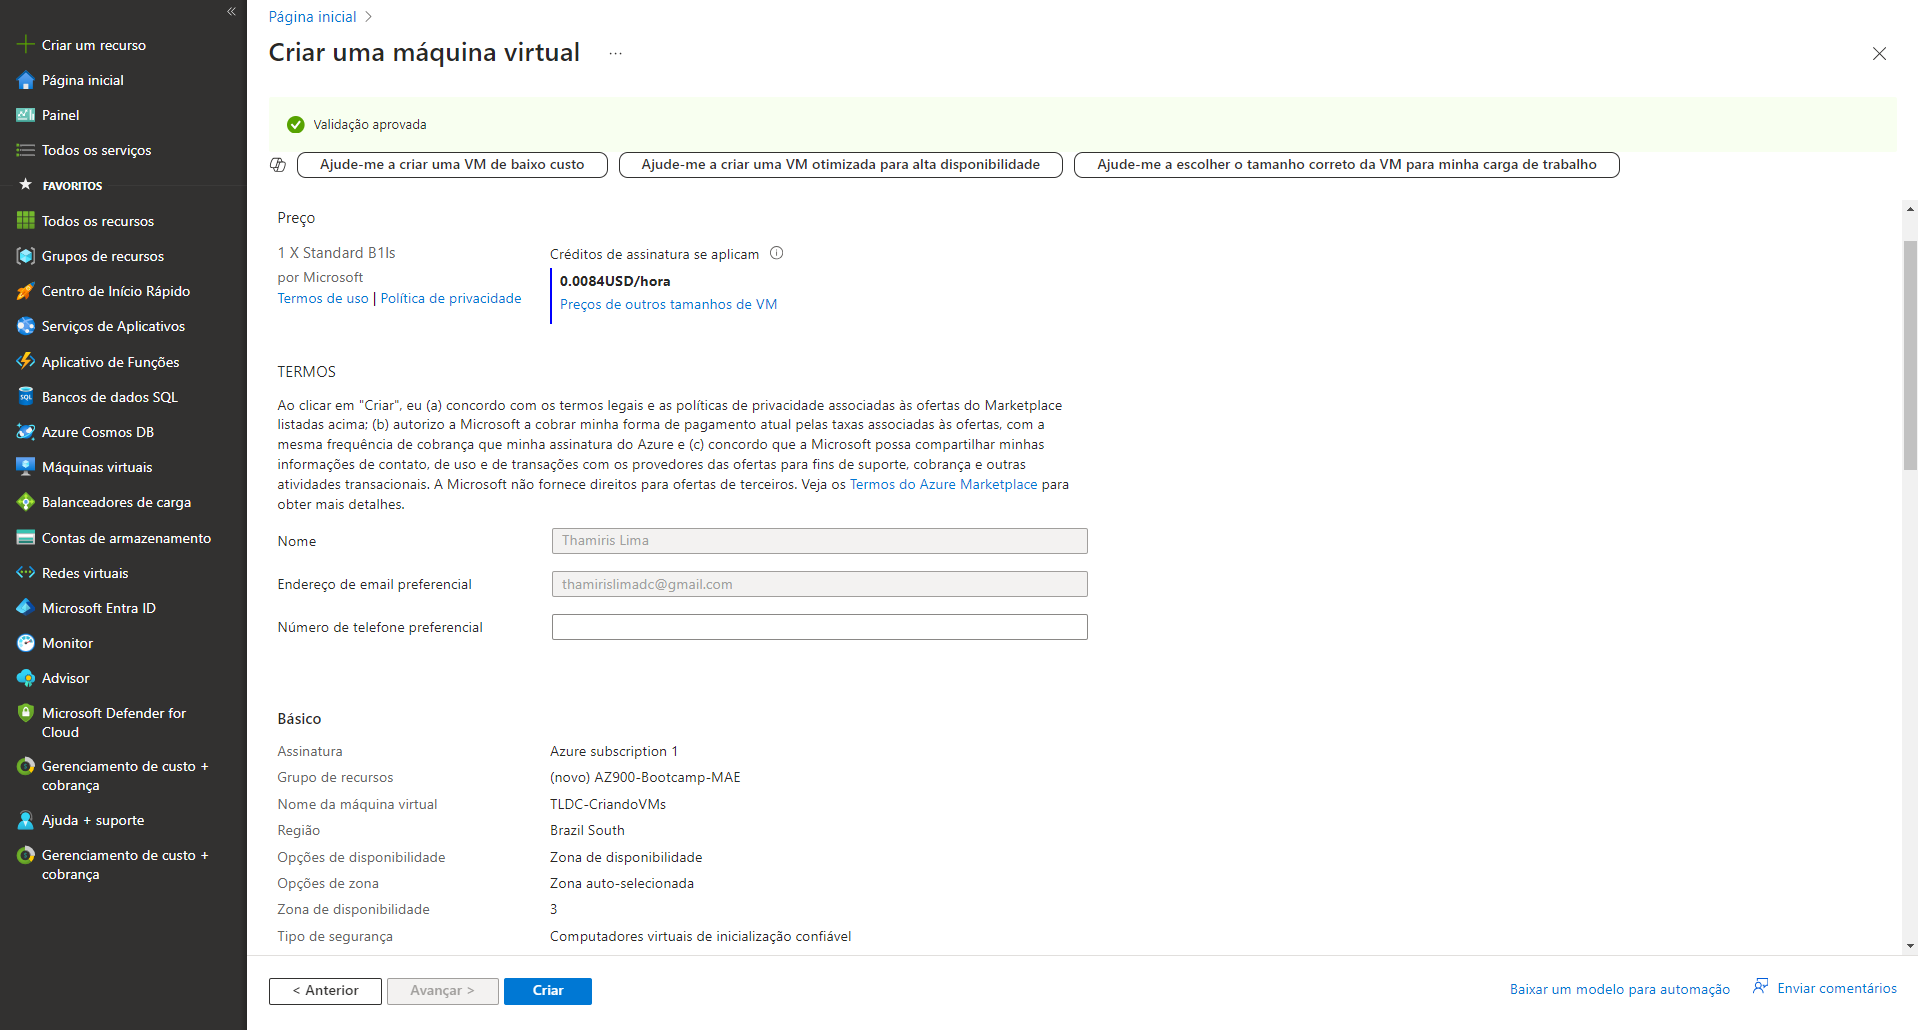 «
Criar um recurso
Página inicial
Painel
Todos os serviços
FAVORITOS
Todos os recursos
Grupos de recursos
Centro de Início Rápido
Serviços de Aplicativos
Aplicativo de Funções
Bancos de dados SQL
Azure Cosmos DB
Máquinas virtuais
Balanceadores de carga
Contas de armazenamento
Redes virtuais
Microsoft Entra ID
Monitor
Advisor
Microsoft Defender for
Cloud
Gerenciamento de custo +
cobrança
Ajuda + suporte
Gerenciamento de custo +
cobrança
Página inicial >
Criar uma máquina virtual ...
Validação aprovada
Ajude-me a criar uma VM de baixo custo
Ajude-me a criar uma VM otimizada para alta disponibilidade
Ajude-me a escolher o tamanho correto da VM para minha carga de trabalho
Preço
1 X Standard B1ls
por Microsoft
Termos de uso | Política de privacidade
Créditos de assinatura se aplicam
0.0084USD/hora
Preços de outros tamanhos de VM
TERMOS
Ao clicar em "Criar", eu (a) concordo com os termos legais e as políticas de privacidade associadas às ofertas do Marketplace
listadas acima; (b) autorizo a Microsoft a cobrar minha forma de pagamento atual pelas taxas associadas às ofertas, com a
mesma frequência de cobrança que minha assinatura do Azure e (c) concordo que a Microsoft possa compartilhar minhas
informações de contato, de uso e de transações com os provedores das ofertas para fins de suporte, cobrança e outras
atividades transacionais. A Microsoft não fornece direitos para ofertas de terceiros. Veja os Termos do Azure Marketplace para
obter mais detalhes.
Nome Thamiris Lima
Endereço de email preferencial thamirislimadc@gmail.com
Número de telefone preferencial
Básico
Assinatura Azure subscription 1
Grupo de recursos (novo) AZ900-Bootcamp-MAE
Nome da máquina virtual TLDC-CriandoVMs
Região Brazil South
Opções de disponibilidade Zona de disponibilidade
Opções de zona Zona auto-selecionada
Zona de disponibilidade 3
Tipo de segurança Computadores virtuais de inicialização confiável
< Anterior
Avançar >
Criar
Baixar um modelo para automação
Enviar comentários